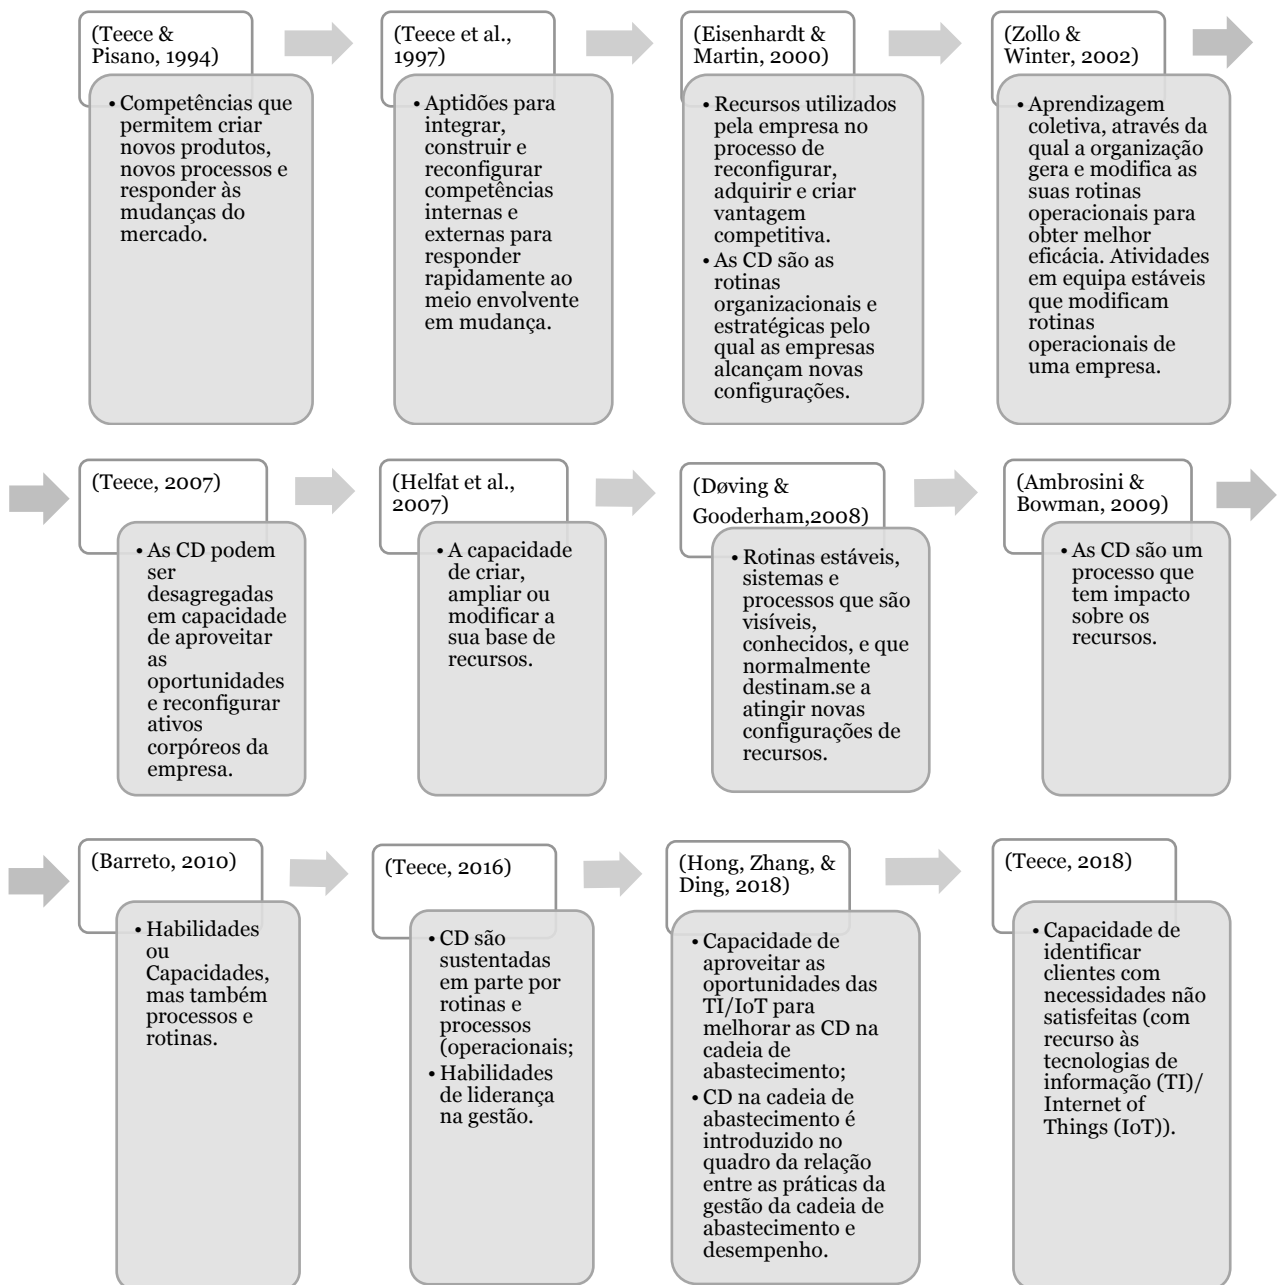 (Teece &
Pisano, 1994)
• Competências que
permitem criar
novos produtos,
novos processos e
responder às
mudanças do
mercado.
(Teece et al.,
1997)
• Aptidões para
integrar,
construir e
reconfigurar
competências
internas e
externas para
responder
rapidamente ao
meio envolvente
em mudança.
(Eisenhardt &
Martin, 2000)
• Recursos utilizados
pela empresa no
processo de
reconfigurar,
adquirir e criar
vantagem
competitiva.
• As CD são as
rotinas
organizacionais e
estratégicas pelo
qual as empresas
alcançam novas
configurações.
(Zollo &
Winter, 2002)
• Aprendizagem
coletiva, através da
qual a organização
gera e modifica as
suas rotinas
operacionais para
obter melhor
eficácia. Atividades
em equipa estáveis
que modificam
rotinas
operacionais de
uma empresa.
(Teece, 2007)
• As CD podem
ser
desagregadas
em capacidade
de aproveitar
as
oportunidades
e reconfigurar
ativos
corpóreos da
empresa.
(Helfat et al.,
2007)
• A capacidade
de criar,
ampliar ou
modificar a
sua base de
recursos.
(Døving &
Gooderham,2008)
• Rotinas estáveis,
sistemas e
processos que são
visíveis,
conhecidos, e que
normalmente
destinam.se a
atingir novas
configurações de
recursos.
(Ambrosini &
Bowman, 2009)
• As CD são um
processo que
tem impacto
sobre os
recursos.
(Barreto, 2010)
• Habilidades
ou
Capacidades,
mas também
processos e
rotinas.
(Teece, 2016)
• CD são
sustentadas
em parte por
rotinas e
processos
(operacionais;
• Habilidades
de liderança
na gestão.
(Hong, Zhang, &
Ding, 2018)
• Capacidade de
aproveitar as
oportunidades das
TI/IoT para
melhorar as CD na
cadeia de
abastecimento;
• CD na cadeia de
abastecimento é
introduzido no
quadro da relação
entre as práticas da
gestão da cadeia de
abastecimento e
desempenho.
(Teece, 2018)
• Capacidade de
identificar
clientes com
necessidades não
satisfeitas (com
recurso às
tecnologias de
informação (TI)/
Internet of
Things (IoT)).